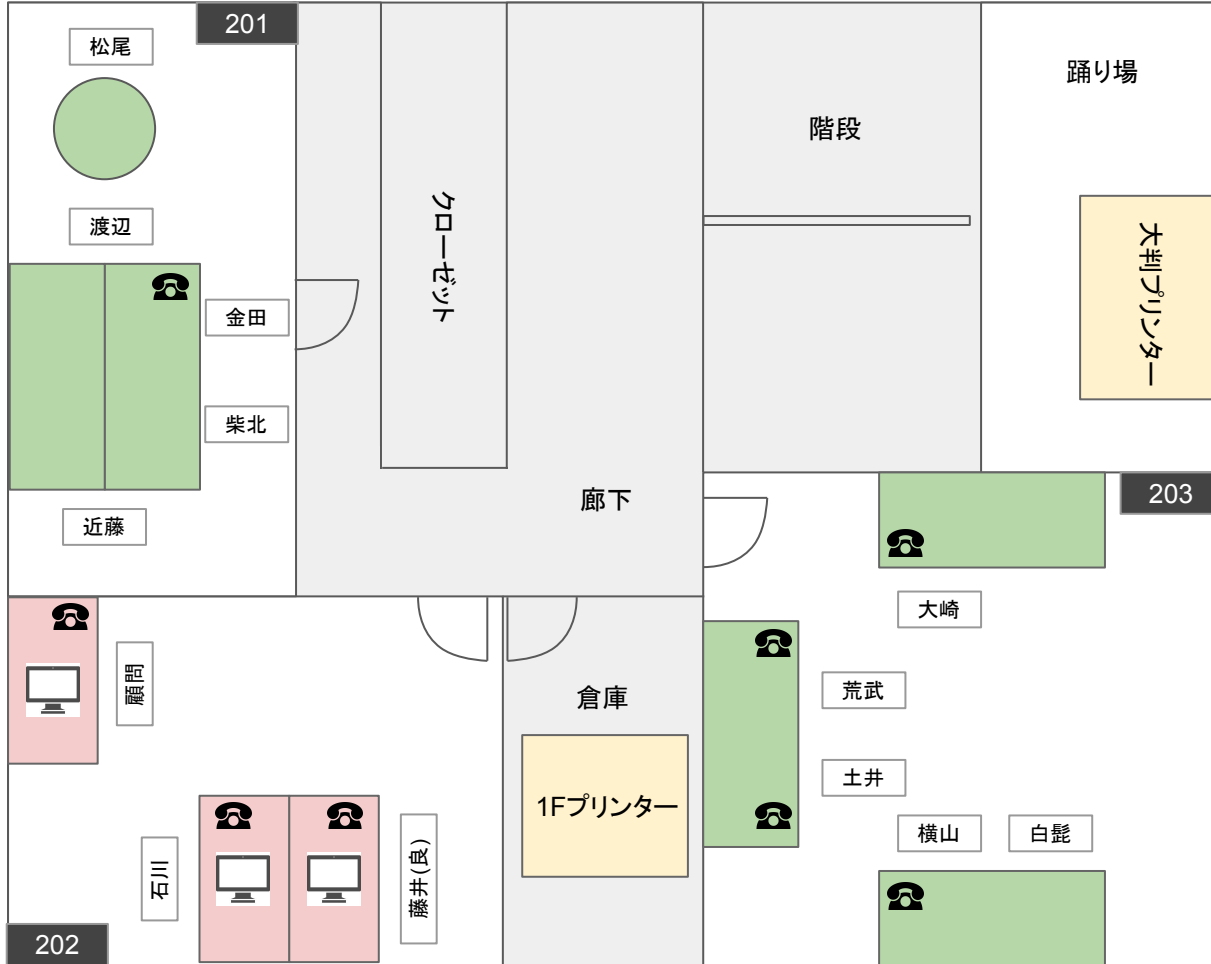 201
松尾
渡辺
金田
柴北
近藤
クローゼット
廊下
階段
踊り場
大判プリンター
203
大崎
荒武
土井
横山
白髭
倉庫
1Fプリンター
顧問
石川
藤井(良)
202